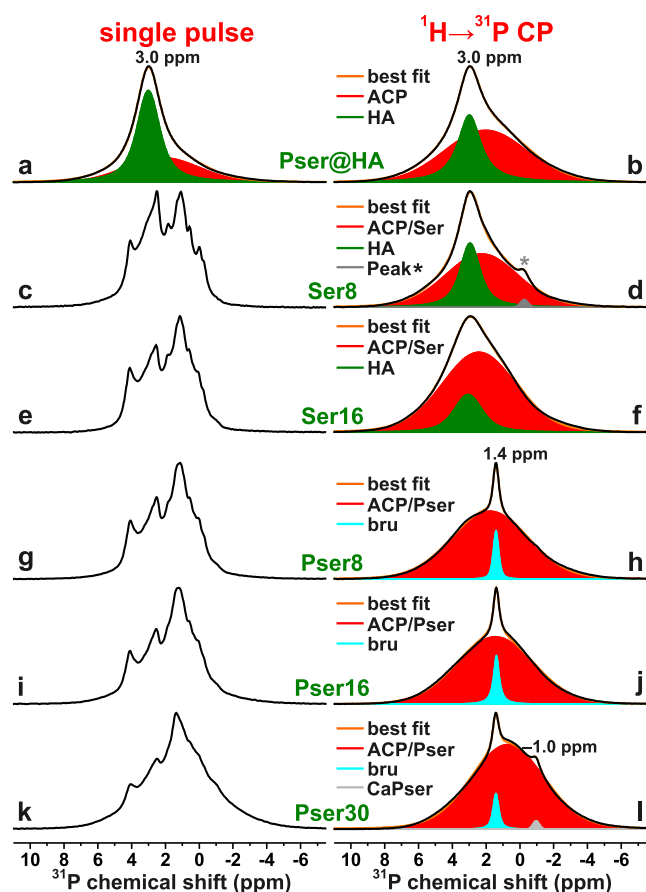 single pulse
¹H→³¹P CP
3.0 ppm
3.0 ppm
best fit
ACP
HA
a
Pser@HA
b
best fit
ACP/Ser
HA
Peak*
*
c
Ser8
d
best fit
ACP/Ser
HA
e
Ser16
f
1.4 ppm
best fit
ACP/Pser
bru
g
Pser8
h
best fit
ACP/Pser
bru
i
Pser16
j
best fit
ACP/Pser
bru
CaPser
–1.0 ppm
k
Pser30
l
10 8 6 4 2 0 -2 -4 -6
10 8 6 4 2 0 -2 -4 -6
³¹P chemical shift (ppm)
³¹P chemical shift (ppm)